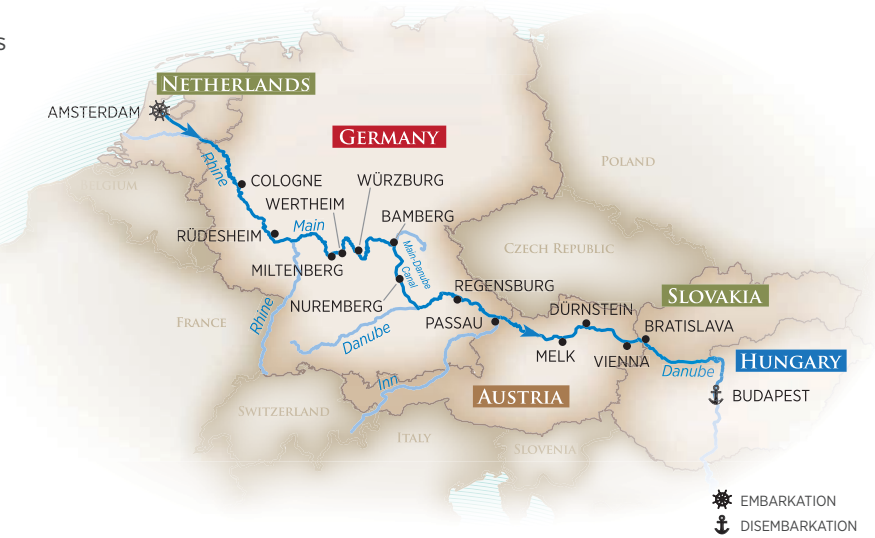 S
NETHERLANDS
AMSTERDAM
GERMANY
POLAND
Rhine
BELGIUM
COLOGNE
WÜRZBURG
WERTHEIM
BAMBERG
RÜDESHEIM
Main
MILTENBERG
Main-Danube
Canal
CZECH REPUBLIC
NUREMBERG
REGENSBURG
SLOVAKIA
Rhine
FRANCE
Danube
PASSAU
DÜRNSTEIN
BRATISLAVA
MELK
VIENNA
Danube
HUNGARY
Inn
AUSTRIA
BUDAPEST
SWITZERLAND
ITALY
SLOVENIA
EMBARKATION
DISEMBARKATION